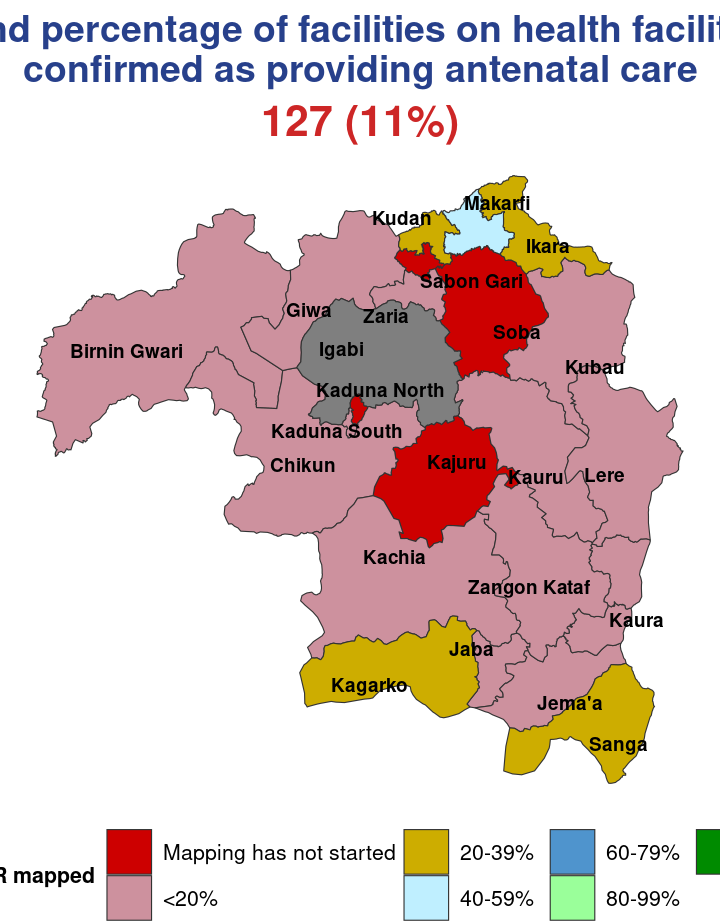 percentage of facilities on health
confirmed as providing antenatal care
127 (11%)
Makarfi
Kudan
Ikara
Sabon Gari
Giwa
Zaria
Soba
Igabi
Birnin Gwari
Kubau
Kaduna North
Kaduna South
Chikun
Kajuru
Kauru
Lere
Kachia
Zangon Kataf
Kaura
Jaba
Kagarko
Jema'a
Sanga
Mapping has not started
20-39%
60-79%
R mapped
<20%
40-59%
80-99%